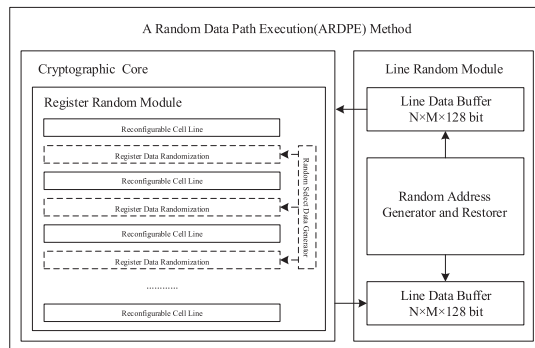 A Random Data Path Execution(ARDPE) Method
Cryptographic Core
Register Random Module
Reconfigurable Cell Line
Register Data Randomization
Reconfigurable Cell Line
Register Data Randomization
Reconfigurable Cell Line
Register Data Randomization
............
Reconfigurable Cell Line
Random Select Data Generator
Line Random Module
Line Data Buffer
N×M×128 bit
Random Address
Generator and Restorer
Line Data Buffer
N×M×128 bit